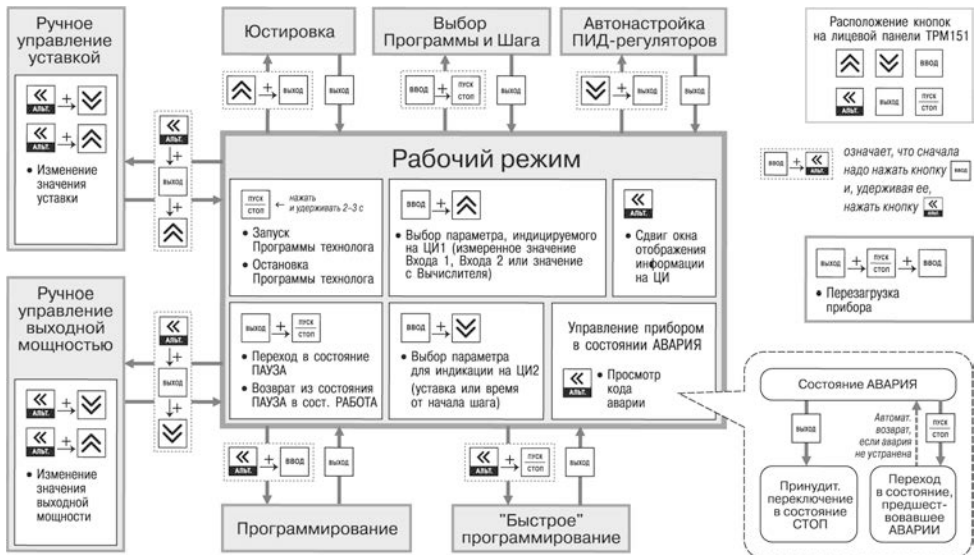 Ручное
управление
уставкой
«
АЛЬТ.
+
«
АЛЬТ.
+
• Изменение
значения
уставки
«
АЛЬТ.
+
ВЫХОД
+
Юстировка
+
ВЫХОД
ВЫХОД
Выбор
Программы и Шага
ВВОД
+
ПУСК
СТОП
ВЫХОД
Автонастройка
ПИД-регуляторов
+
ВЫХОД
ВЫХОД
Расположение кнопок
на лицевой панели ТРМ151
ВВОД
«
АЛЬТ.
ВЫХОД
ПУСК
СТОП
ВВОД
+
«
АЛЬТ.
означает, что сначала
надо нажать кнопку ВВОД
и, удерживая ее,
нажать кнопку « АЛЬТ.
ВЫХОД
+
ПУСК
СТОП
+
ВВОД
• Перезагрузка
прибора
Рабочий режим
ПУСК
СТОП
нажать
и удерживать 2–3 с
• Запуск
Программы технолога
• Остановка
Программы технолога
ВВОД
+
• Выбор параметра, индицируемого
на ЦИ1 (измеренное значение
Входа 1, Входа 2 или значение
с Вычислителя)
«
АЛЬТ.
• Сдвиг окна
отображения
информации
на ЦИ
ВЫХОД
+
ПУСК
СТОП
• Переход в состояние
ПАУЗА
• Возврат из состояния
ПАУЗА в сост. РАБОТА
ВВОД
+
• Выбор параметра
для индикации на ЦИ2
(уставка или время
от начала шага)
Управление прибором
в состоянии АВАРИЯ
«
АЛЬТ.
• Просмотр
кода
аварии
Ручное
управление
выходной
мощностью
«
АЛЬТ.
+
«
АЛЬТ.
+
• Изменение
значения
выходной
мощности
«
АЛЬТ.
+
ВЫХОД
+
«
АЛЬТ.
+
ВВОД
ВЫХОД
Программирование
«
АЛЬТ.
+
ПУСК
СТОП
ВЫХОД
"Быстрое"
программирование
Состояние АВАРИЯ
ВЫХОД
Автомат.
возврат,
если авария
не устранена
ПУСК
СТОП
Принудит.
переключение
в состояние
СТОП
Переход
в состояние,
предшест-
вовавшее
АВАРИИ